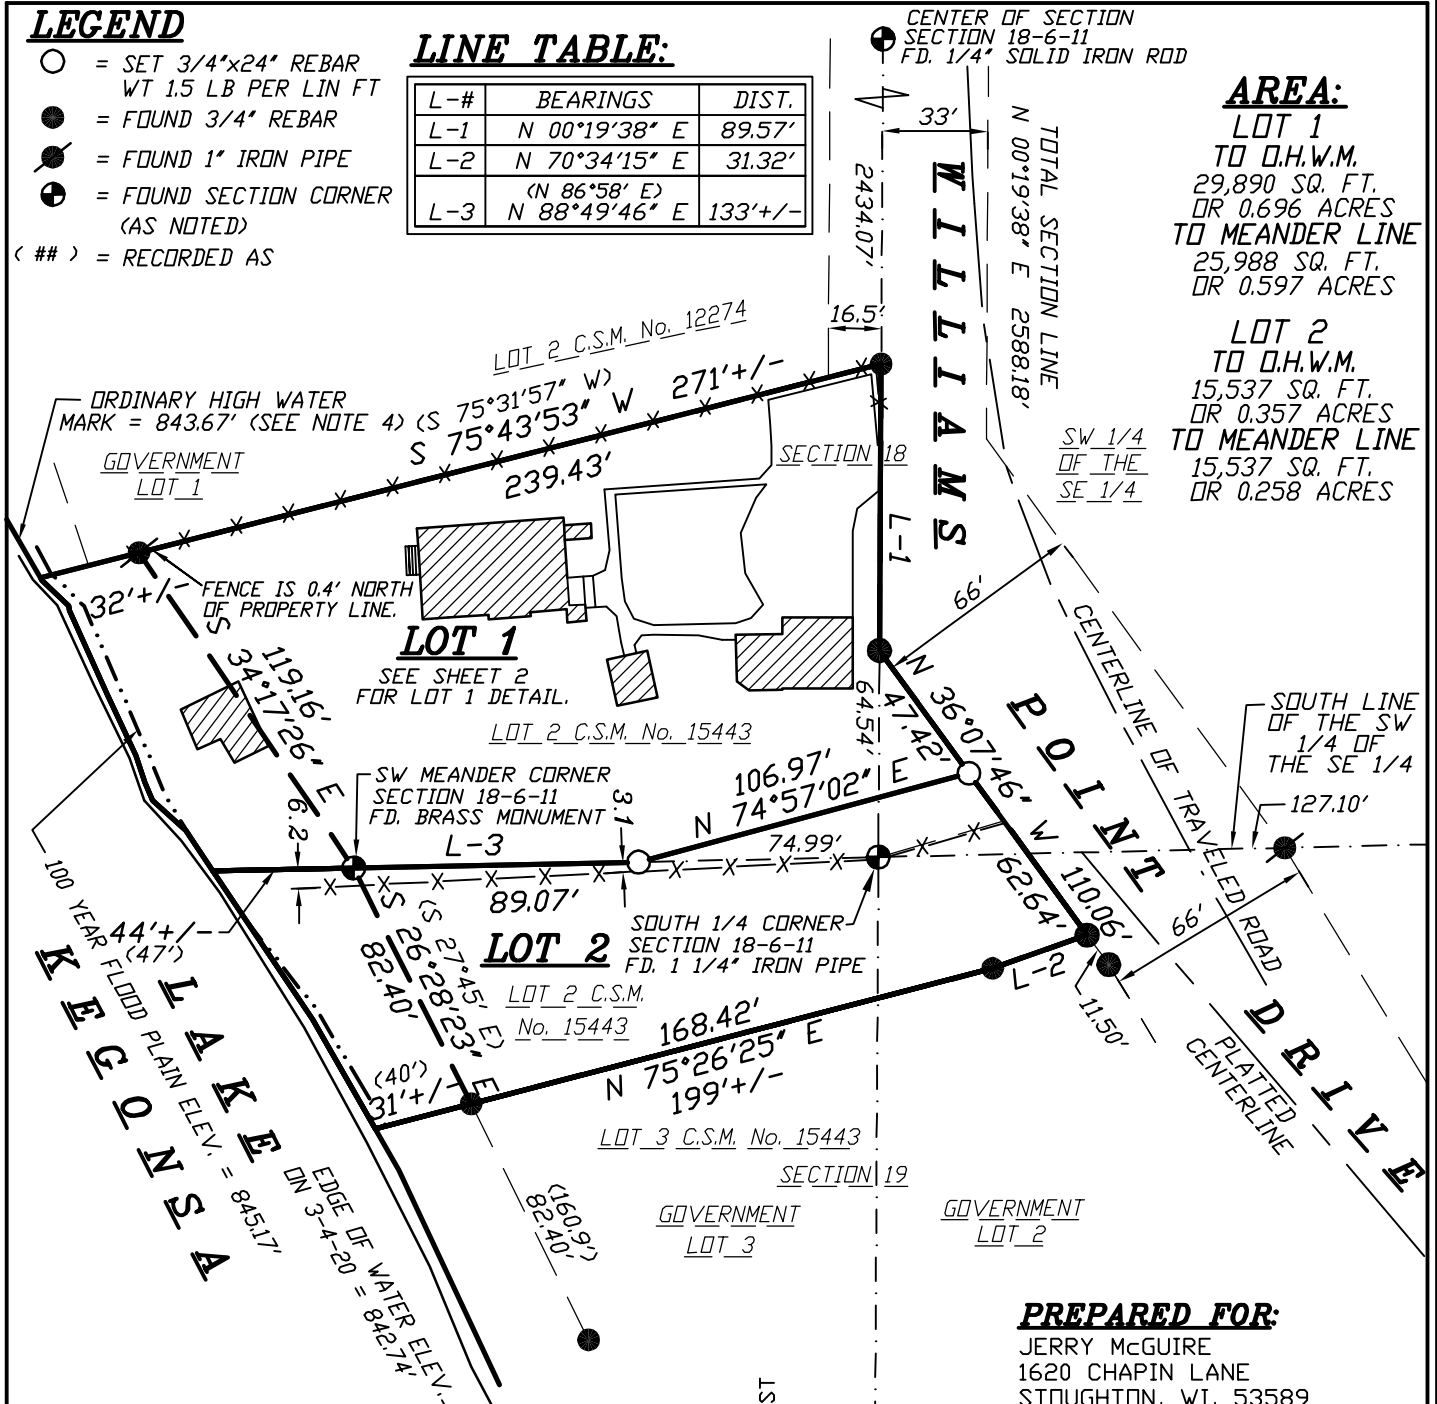 LEGEND
= SET 3/4"x24" REBAR
WT 1.5 LB PER LIN FT
= FOUND 3/4" REBAR
= FOUND 1" IRON PIPE
= FOUND SECTION CORNER
(AS NOTED)
( ## ) = RECORDED AS
LINE TABLE:
L-# BEARINGS DIST.
L-1 N 00°19'38" E 89.57'
L-2 N 70°34'15" E 31.32'
(N 86°58' E)
L-3 N 88°49'46" E 133'+/-
CENTER OF SECTION
SECTION 18-6-11
FD. 1/4" SOLID IRON ROD
33'
2434.07'
16.5'
TOTAL SECTION LINE
N 00°19'38" E 2588.18'
WILLIAMS
POINT
DRIVE
AREA:
LOT 1
TO O.H.W.M.
29,890 SQ. FT.
OR 0.696 ACRES
TO MEANDER LINE
25,988 SQ. FT.
OR 0.597 ACRES
LOT 2
TO O.H.W.M.
15,537 SQ. FT.
OR 0.357 ACRES
TO MEANDER LINE
15,537 SQ. FT.
OR 0.258 ACRES
SW 1/4
OF THE
SE 1/4
LOT 2 C.S.M. No. 12274
(S 75°31'57" W)
S 75°43'53" W
271'+/-
239.43'
ORDINARY HIGH WATER
MARK = 843.67' (SEE NOTE 4)
GOVERNMENT
LOT 1
SECTION 18
L-1
32'+/-
FENCE IS 0.4' NORTH
OF PROPERTY LINE.
S 34°17'26" E
119.16'
LOT 1
SEE SHEET 2
FOR LOT 1 DETAIL.
LOT 2 C.S.M. No. 15443
64.54'
47.42'
N 36°07'46" W
66'
CENTERLINE OF TRAVELED ROAD
SOUTH LINE
OF THE SW
1/4 OF
THE SE 1/4
127.10'
SW MEANDER CORNER
SECTION 18-6-11
FD. BRASS MONUMENT
6.2
3.1
L-3
106.97'
N 74°57'02" E
74.99'
89.07'
62.64'
110.06'
66'
SOUTH 1/4 CORNER
SECTION 18-6-11
FD. 1 1/4" IRON PIPE
LOT 2
LOT 2 C.S.M.
No. 15443
44'+/-
(47')
(S 27°45' E)
S 26°28'23" E
82.40'
L-2
11.50'
168.42'
N 75°26'25" E
199'+/-
(40')
31'+/-
PLATTED
CENTERLINE
LOT 3 C.S.M. No. 15443
SECTION 19
GOVERNMENT
LOT 3
GOVERNMENT
LOT 2
(160.9')
82.40'
100 YEAR FLOOD PLAIN ELEV. = 845.17'
LAKE
KEGONSA
EDGE OF WATER ELEV.
ON 3-4-20 = 842.74'
PREPARED FOR:
JERRY McGUIRE
1620 CHAPIN LANE
STOUGHTON, WI. 53589
ST